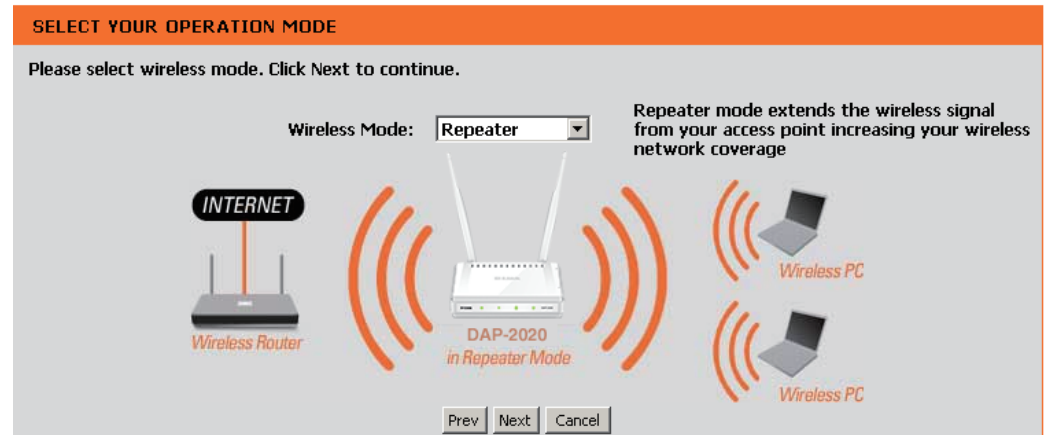 SELECT YOUR OPERATION MODE
Please select wireless mode. Click Next to continue.
Wireless Mode:
Repeater
Repeater mode extends the wireless signal
from your access point increasing your wireless
network coverage
INTERNET
Wireless Router
DAP-2020
in Repeater Mode
Wireless PC
Wireless PC
Prev
Next
Cancel